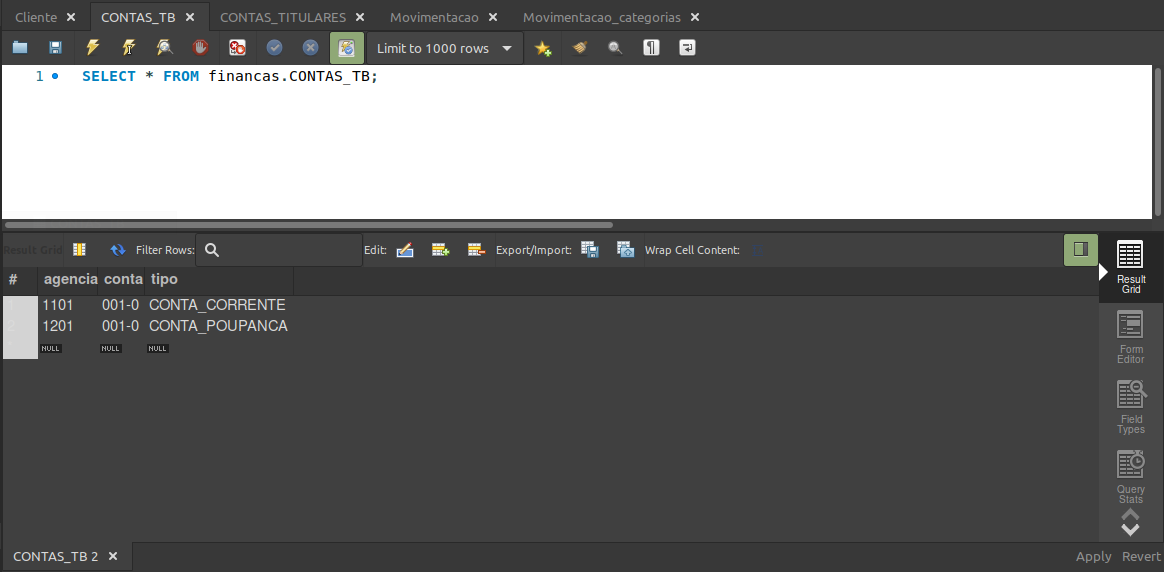 Cliente × CONTAS_TB × CONTAS_TITULARES × Movimentacao × Movimentacao_categorias ×
Limit to 1000 rows
1 SELECT * FROM financas.CONTAS_TB;
Result Grid Filter Rows: Edit: Export/Import: Wrap Cell Content:
# agencia conta tipo
1 1101 001-0 CONTA_CORRENTE
2 1201 001-0 CONTA_POUPANCA
NULL NULL NULL
Result
Grid
Form
Editor
Field
Types
Query
Stats
CONTAS_TB 2 × Apply Revert